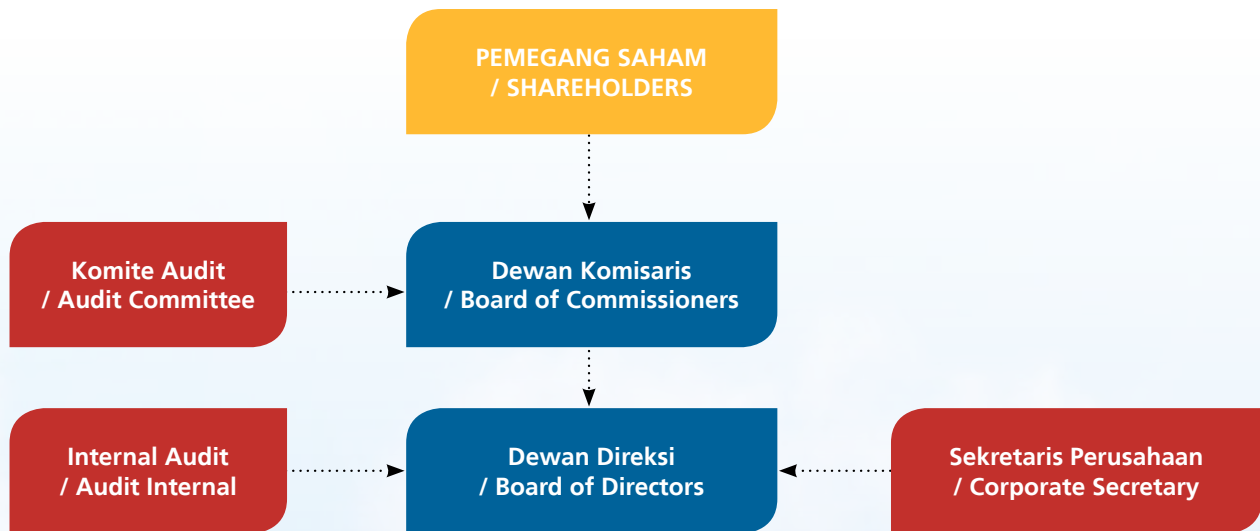 PEMEGANG SAHAM
/ SHAREHOLDERS
Komite Audit
/ Audit Committee
Dewan Komisaris
/ Board of Commissioners
Internal Audit
/ Audit Internal
Dewan Direksi
/ Board of Directors
Sekretaris Perusahaan
/ Corporate Secretary